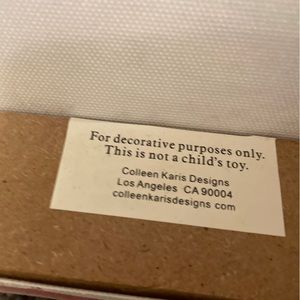 For decorative purposes only.
This is not a child's toy.
Colleen Karis Designs
Los Angeles CA 90004
colleenkarisdesigns com